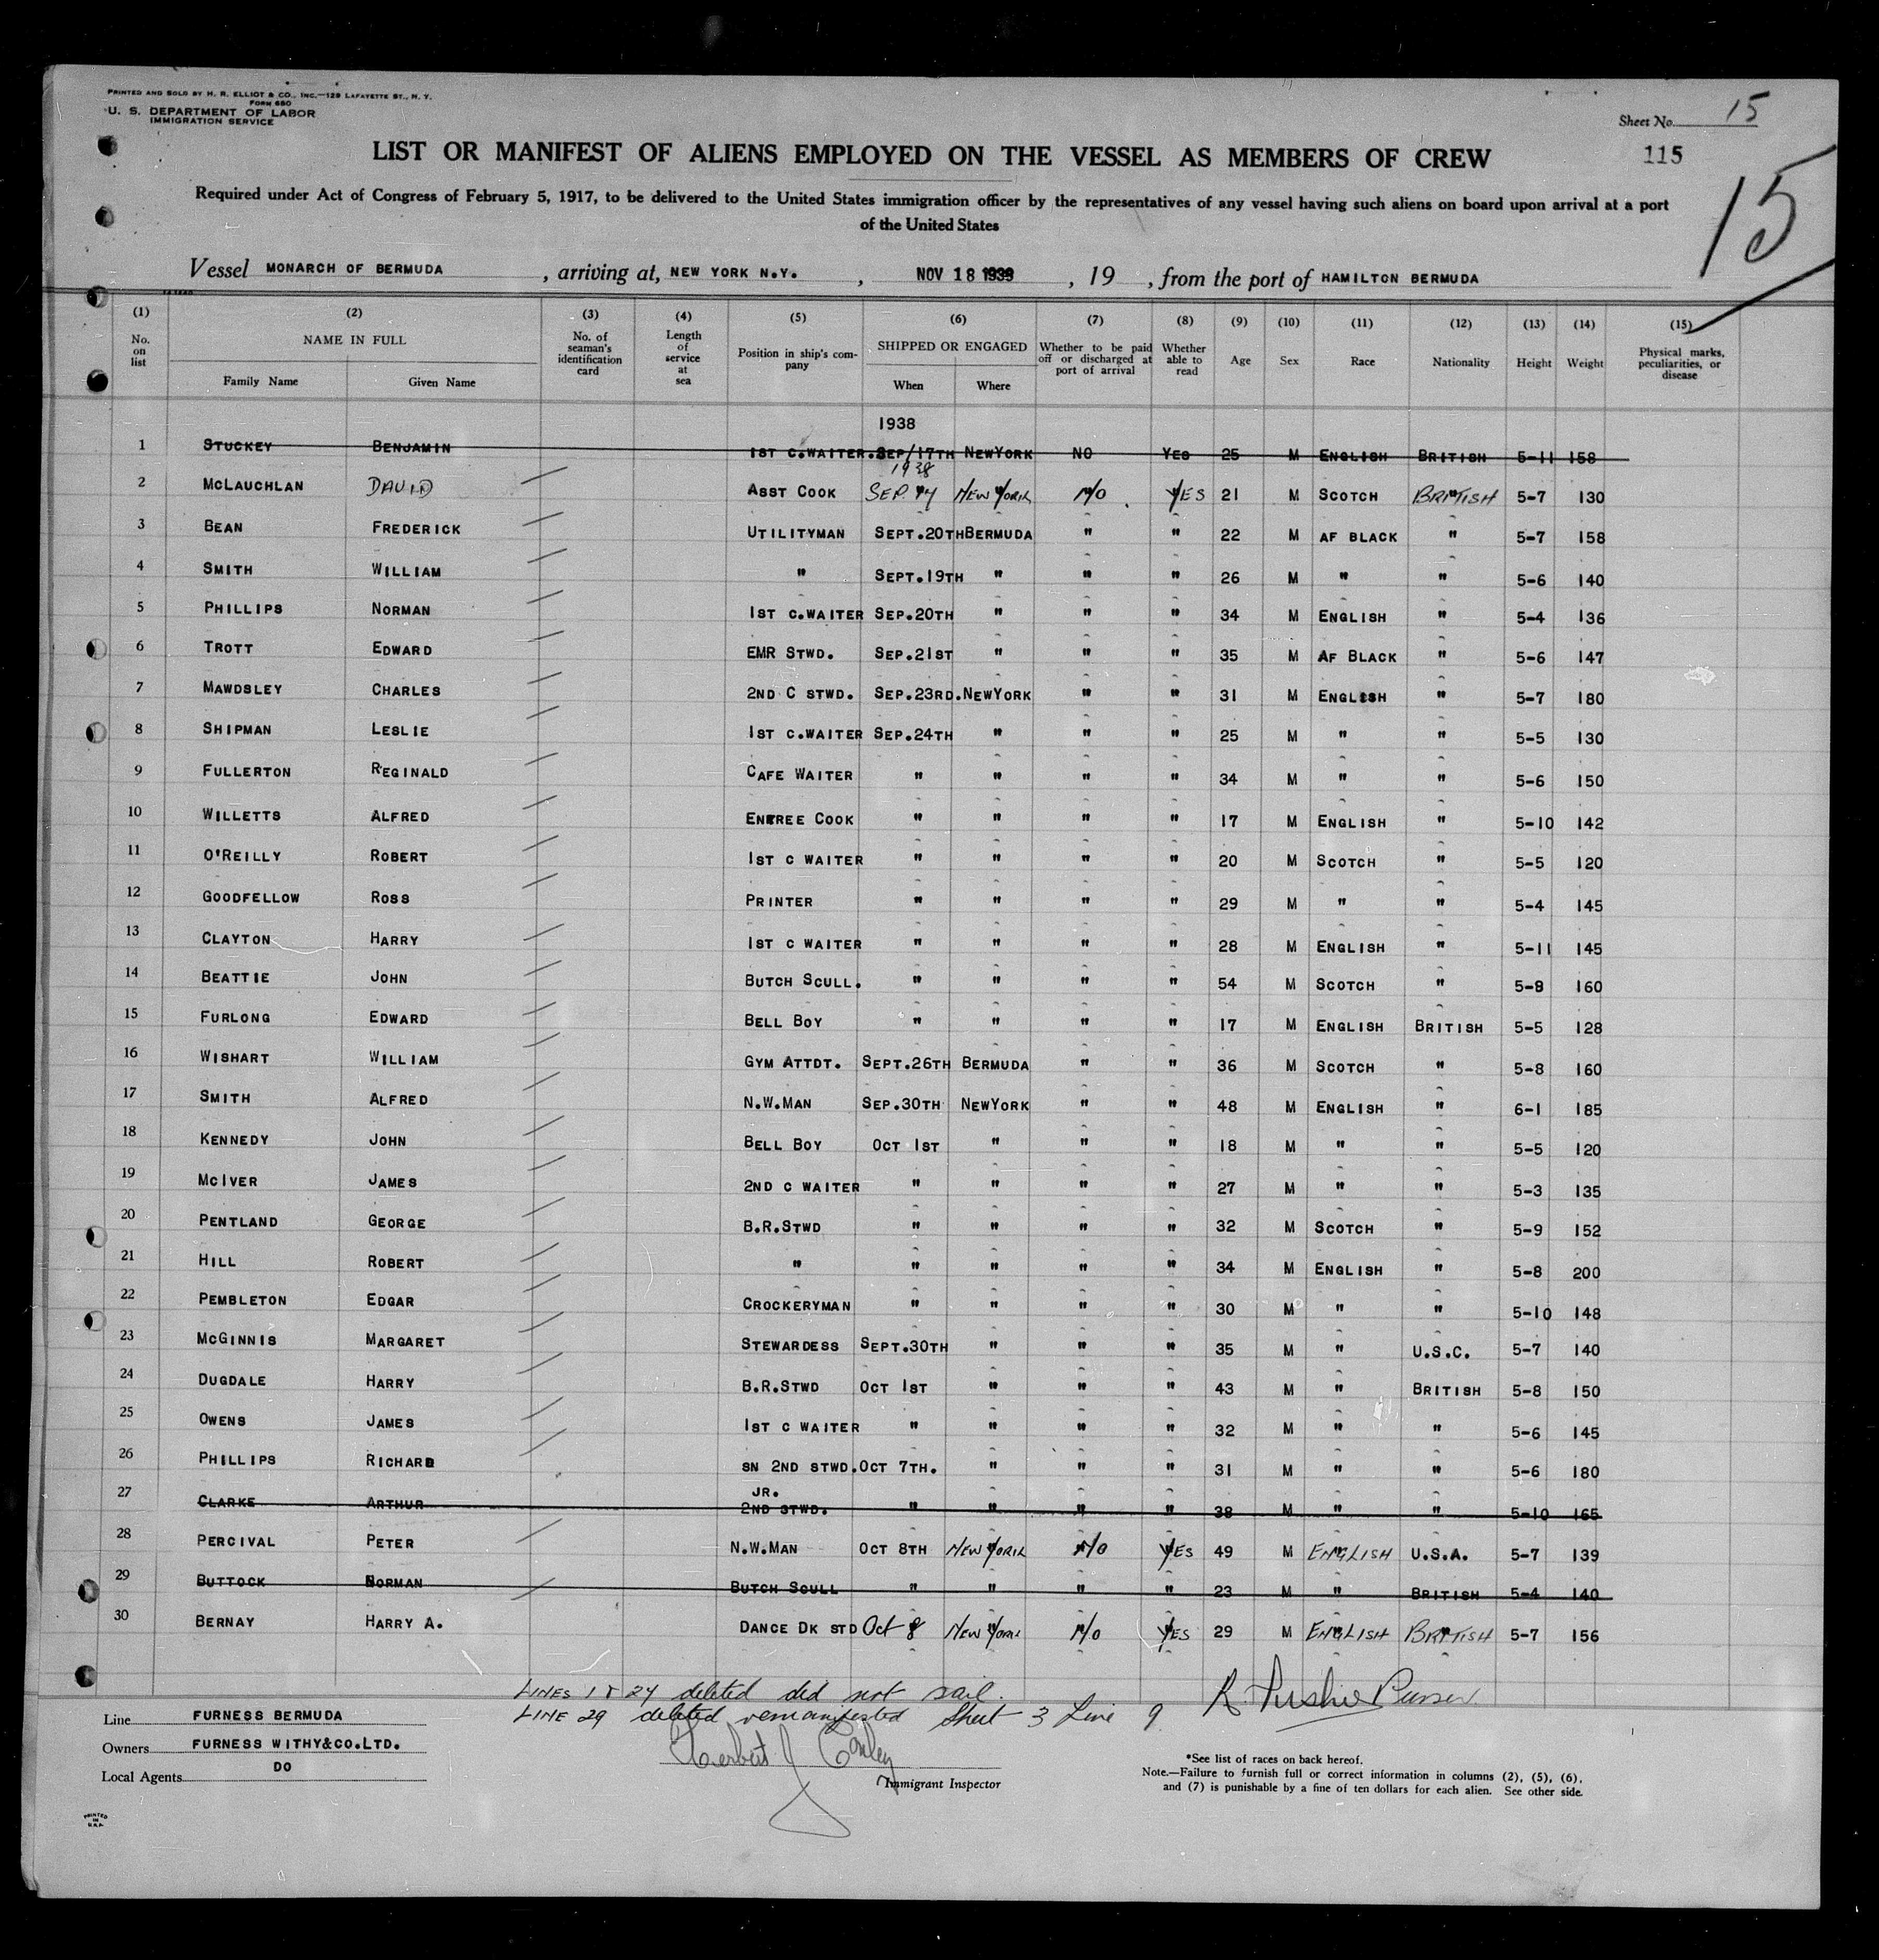 PRINTED AND SOLD BY H. R. ELLIOT & CO., INC.—129 LAFAYETTE ST., N. Y.
FORM 680
U. S. DEPARTMENT OF LABOR
IMMIGRATION SERVICE
Sheet No. 15
115
15
LIST OR MANIFEST OF ALIENS EMPLOYED ON THE VESSEL AS MEMBERS OF CREW
Required under Act of Congress of February 5, 1917, to be delivered to the United States immigration officer by the representatives of any vessel having such aliens on board upon arrival at a port
of the United States
Vessel MONARCH OF BERMUDA , arriving at, NEW YORK N.Y. , NOV 18 1939 , 19 , from the port of HAMILTON BERMUDA
(1) (2) (3) (4) (5) (6) (7) (8) (9) (10) (11) (12) (13) (14) (15)
No. on list NAME IN FULL Family Name Given Name No. of seaman's identification card Length of service at sea Position in ship's company SHIPPED OR ENGAGED When Where Whether to be paid off or discharged at port of arrival Whether able to read Age Sex Race Nationality Height Weight Physical marks, peculiarities, or disease
1938
1 STUCKEY BENJAMIN 1ST C.WAITER. SEP/17TH NEWYORK NO YES 25 M ENGLISH BRITISH 5-11 158
1938
2 MCLAUCHLAN DAVID ASST COOK SEP. 14 NEW YORK NO YES 21 M SCOTCH BRITISH 5-7 130
3 BEAN FREDERICK UTILITYMAN SEPT.20TH BERMUDA " " 22 M AF BLACK " 5-7 158
4 SMITH WILLIAM " SEPT.19TH " " " 26 M " " 5-6 140
5 PHILLIPS NORMAN 1ST C.WAITER SEP.20TH " " " 34 M ENGLISH " 5-4 136
6 TROTT EDWARD EMR STWD. SEP.21ST " " " 35 M AF BLACK " 5-6 147
7 MAWDSLEY CHARLES 2ND C STWD. SEP.23RD. NEWYORK " " 31 M ENGLISH " 5-7 180
8 SHIPMAN LESLIE 1ST C.WAITER SEP.24TH " " " 25 M " " 5-5 130
9 FULLERTON REGINALD CAFE WAITER " " " " 34 M " " 5-6 150
10 WILLETTS ALFRED ENTREE COOK " " " " 17 M ENGLISH " 5-10 142
11 O'REILLY ROBERT 1ST C WAITER " " " " 20 M SCOTCH " 5-5 120
12 GOODFELLOW ROSS PRINTER " " " " 29 M " " 5-4 145
13 CLAYTON HARRY 1ST C WAITER " " " " 28 M ENGLISH " 5-11 145
14 BEATTIE JOHN BUTCH SCULL. " " " " 54 M SCOTCH " 5-8 160
15 FURLONG EDWARD BELL BOY " " " " 17 M ENGLISH BRITISH 5-5 128
16 WISHART WILLIAM GYM ATTDT. SEPT.26TH BERMUDA " " 36 M SCOTCH " 5-8 160
17 SMITH ALFRED N.W.MAN SEP.30TH NEWYORK " " 48 M ENGLISH " 6-1 185
18 KENNEDY JOHN BELL BOY OCT 1ST " " " 18 M " " 5-5 120
19 MCIVER JAMES 2ND C WAITER " " " " 27 M " " 5-3 135
20 PENTLAND GEORGE B.R.STWD " " " " 32 M SCOTCH " 5-9 152
21 HILL ROBERT " " " " " 34 M ENGLISH " 5-8 200
22 PEMBLETON EDGAR CROCKERYMAN " " " " 30 M " " 5-10 148
23 MCGINNIS MARGARET STEWARDESS SEPT.30TH " " " 35 M " U.S.C. 5-7 140
24 DUGDALE HARRY B.R.STWD OCT 1ST " " " 43 M " BRITISH 5-8 150
25 OWENS JAMES 1ST C WAITER " " " " 32 M " " 5-6 145
26 PHILLIPS RICHARD SN 2ND STWD. OCT 7TH. " " " 31 M " " 5-6 180
JR.
27 CLARKE ARTHUR 2ND STWD. " " " " 38 M " " 5-10 165
28 PERCIVAL PETER N.W.MAN OCT 8TH NEW YORK NO YES 49 M ENGLISH U.S.A. 5-7 139
29 BUTTOCK NORMAN BUTCH SCULL " " " " 23 M " BRITISH 5-4 140
30 BERNAY HARRY A. DANCE DK STD Oct 8 NEW YORK NO YES 29 M ENGLISH BRITISH 5-7 156
LINES 1 & 27 deleted did not sail.
LINE 29 deleted remanifested Sheet 3 Line 9
Purser
Line FURNESS BERMUDA
Owners FURNESS WITHY&CO.LTD.
Local Agents DO
Herbert J Conley
Immigrant Inspector
*See list of races on back hereof.
Note.—Failure to furnish full or correct information in columns (2), (5), (6),
and (7) is punishable by a fine of ten dollars for each alien. See other side.
PRINTED
IN
U.S.A.